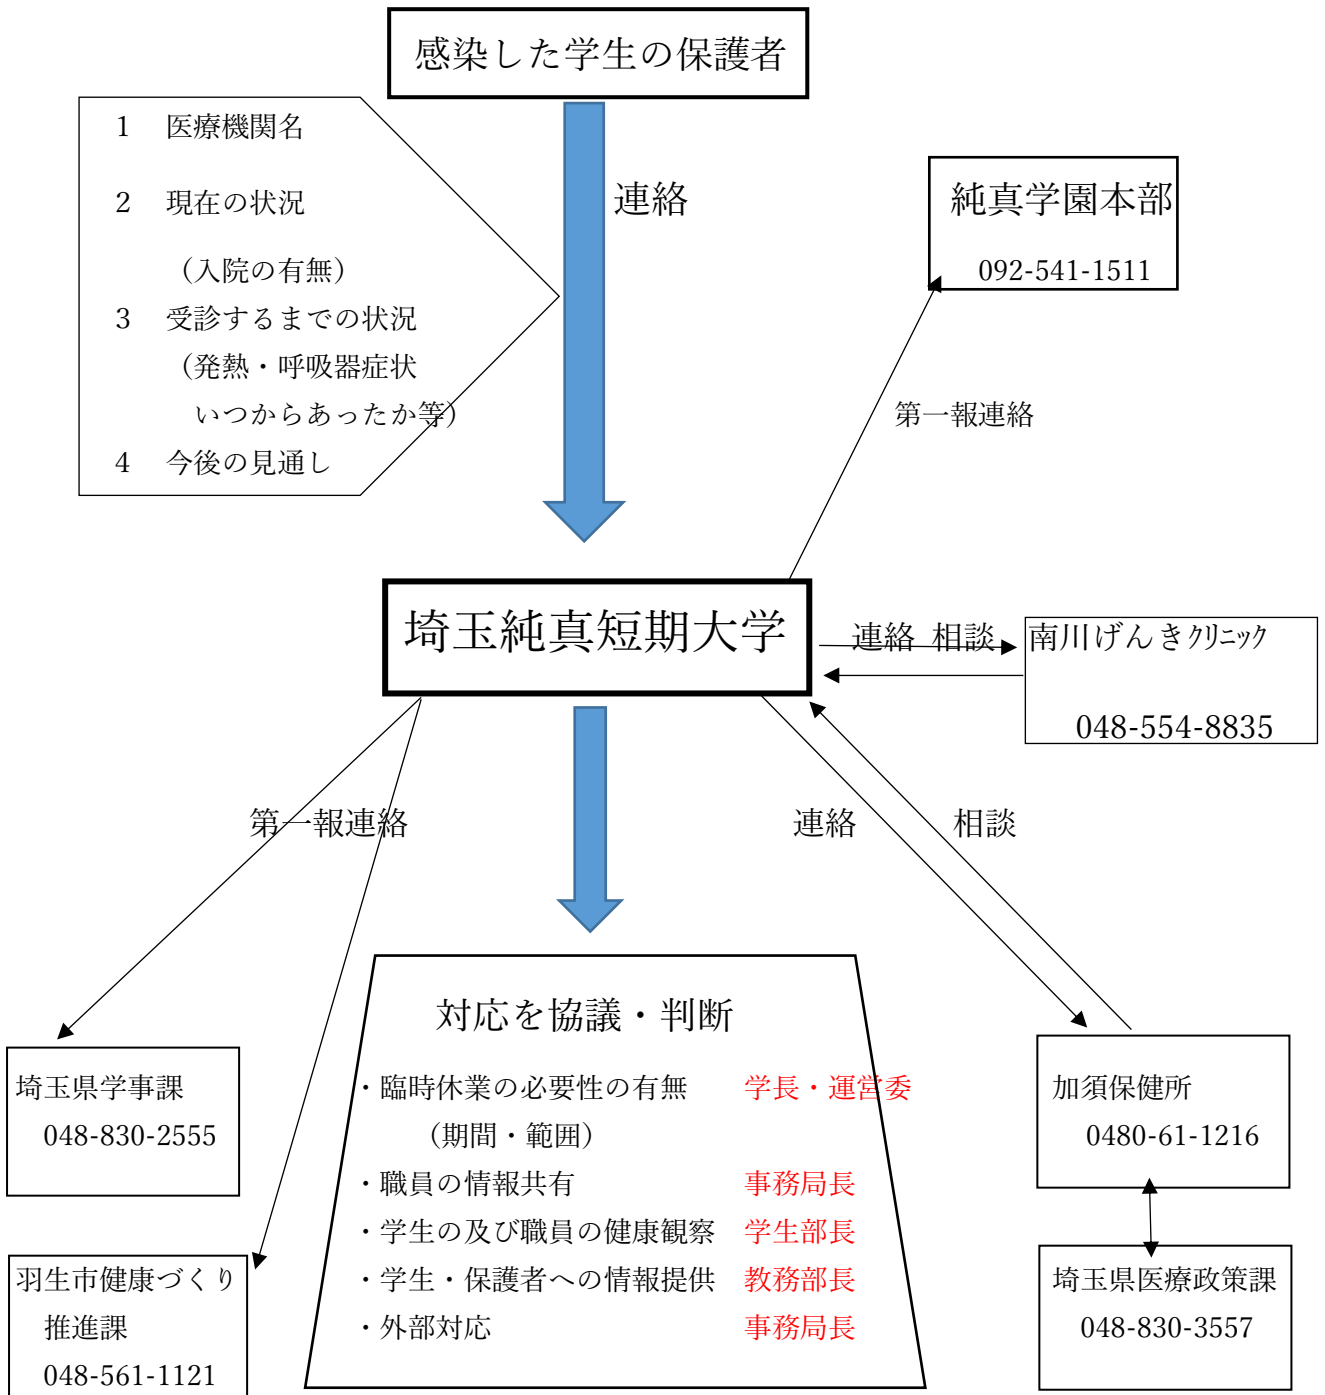 感染した学生の保護者
1　医療機関名
2　現在の状況
（入院の有無）
3　受診するまでの状況
（発熱・呼吸器症状
いつからあったか等）
4　今後の見通し
連絡
純真学園本部
092-541-1511
第一報連絡
埼玉純真短期大学
連絡 相談
南川げんきｸﾘﾆｯｸ
048-554-8835
第一報連絡
連絡
相談
対応を協議・判断
・臨時休業の必要性の有無　学長・運営委
（期間・範囲）
・職員の情報共有　事務局長
・学生の及び職員の健康観察　学生部長
・学生・保護者への情報提供　教務部長
・外部対応　事務局長
埼玉県学事課
048-830-2555
羽生市健康づくり
推進課
048-561-1121
加須保健所
0480-61-1216
埼玉県医療政策課
048-830-3557